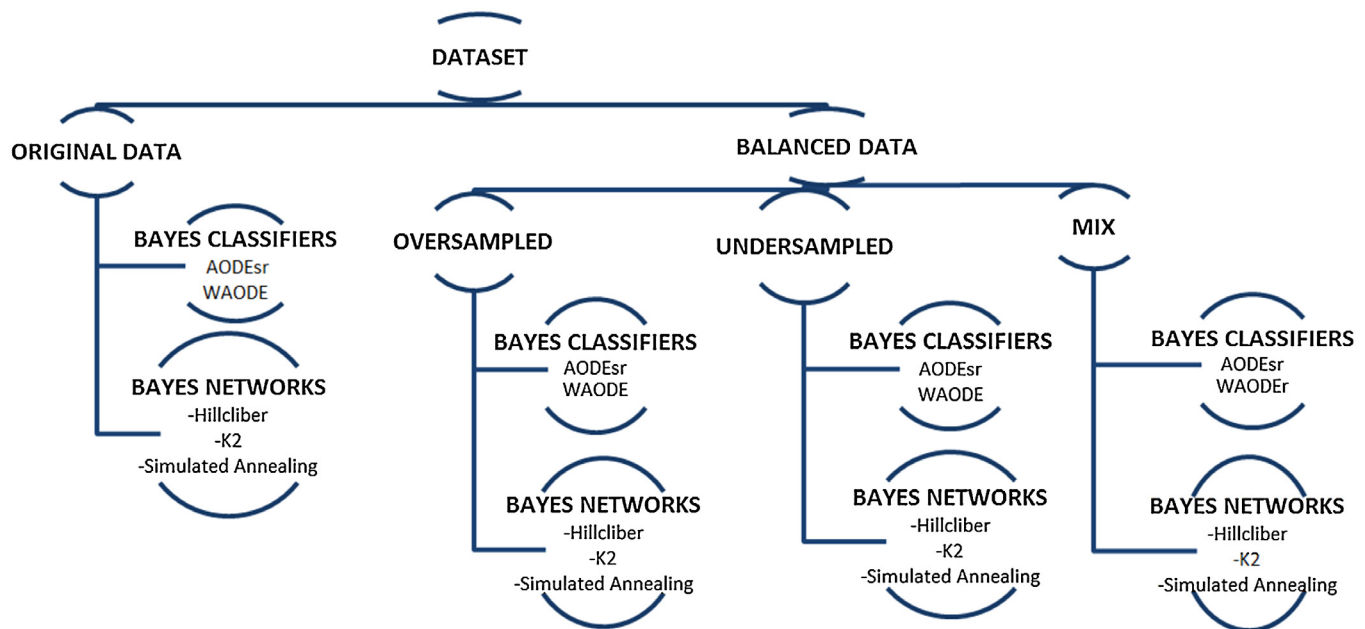 DATASET
ORIGINAL DATA
BAYES CLASSIFIERS
AODEsr
WAODE
BAYES NETWORKS
-Hillcliber
-K2
-Simulated Annealing
BALANCED DATA
OVERSAMPLED
BAYES CLASSIFIERS
AODEsr
WAODE
BAYES NETWORKS
-Hillcliber
-K2
-Simulated Annealing
UNDERSAMPLED
BAYES CLASSIFIERS
AODEsr
WAODE
BAYES NETWORKS
-Hillcliber
-K2
-Simulated Annealing
MIX
BAYES CLASSIFIERS
AODEsr
WAODEr
BAYES NETWORKS
-Hillcliber
-K2
-Simulated Annealing